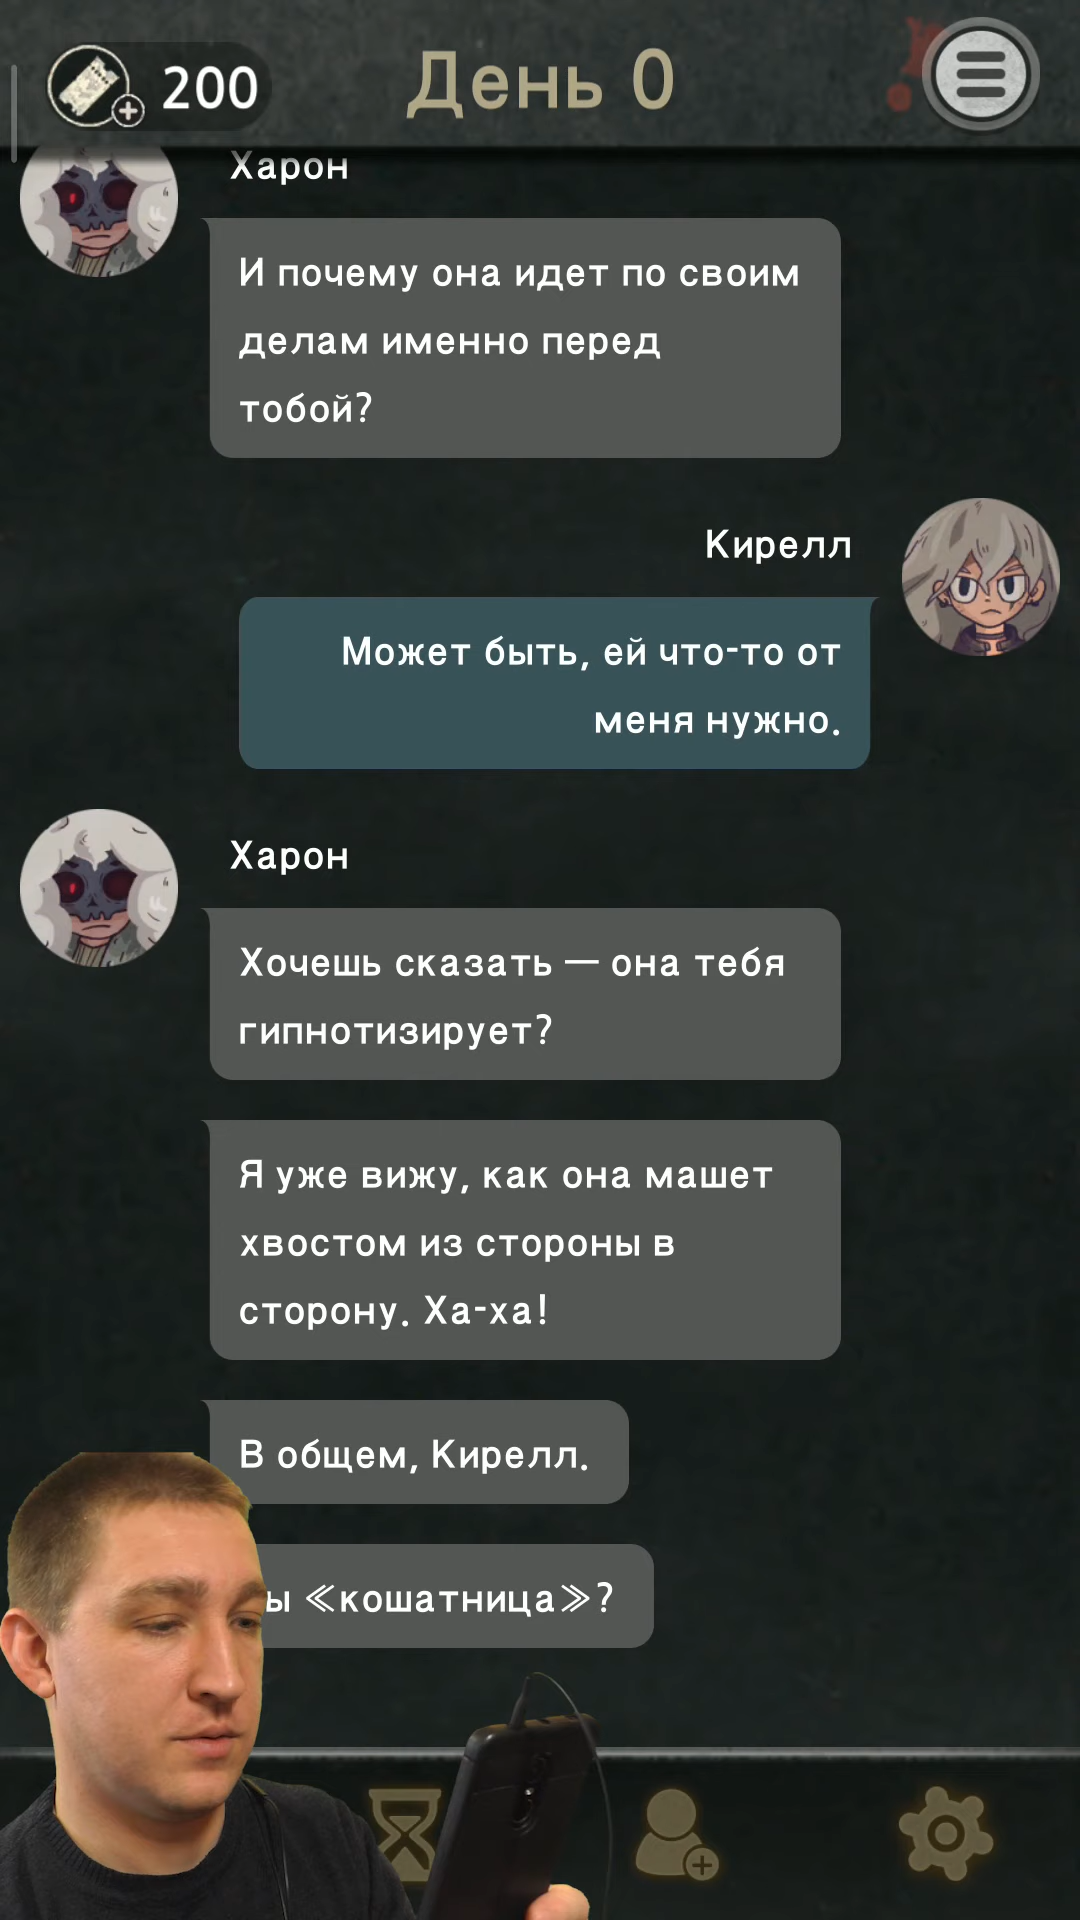 200
День 0
Харон
И почему она идет по своим
делам именно перед
тобой?
Кирелл
Может быть, ей что-то от
меня нужно.
Харон
Хочешь сказать — она тебя
гипнотизирует?
Я уже вижу, как она машет
хвостом из стороны в
сторону. Ха-ха!
В общем, Кирелл.
«кошатница»?